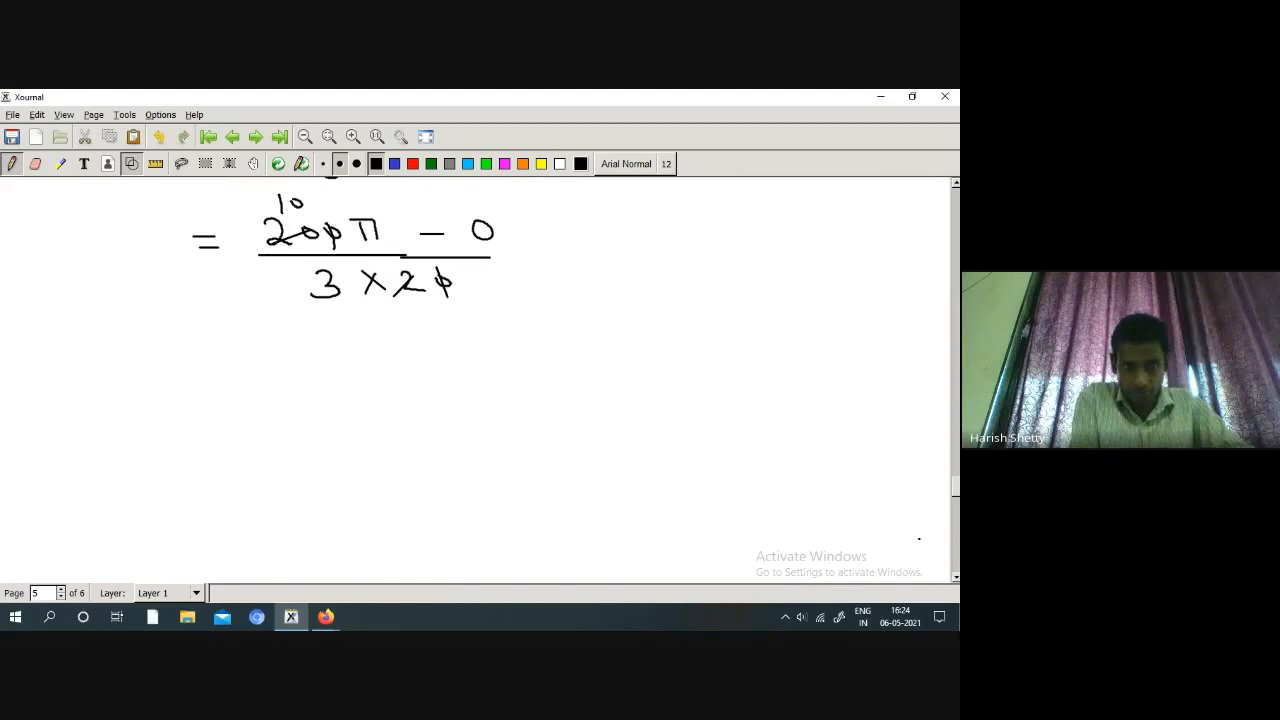 Xournal
File Edit View Page Tools Options Help
T Arial Normal 12
10
= 200π - 0
3 × 20
Harish Shetty
Activate Windows
Go to Settings to activate Windows.
Page 5 of 6 Layer: Layer 1
ENG 16:24
IN 06-05-2021